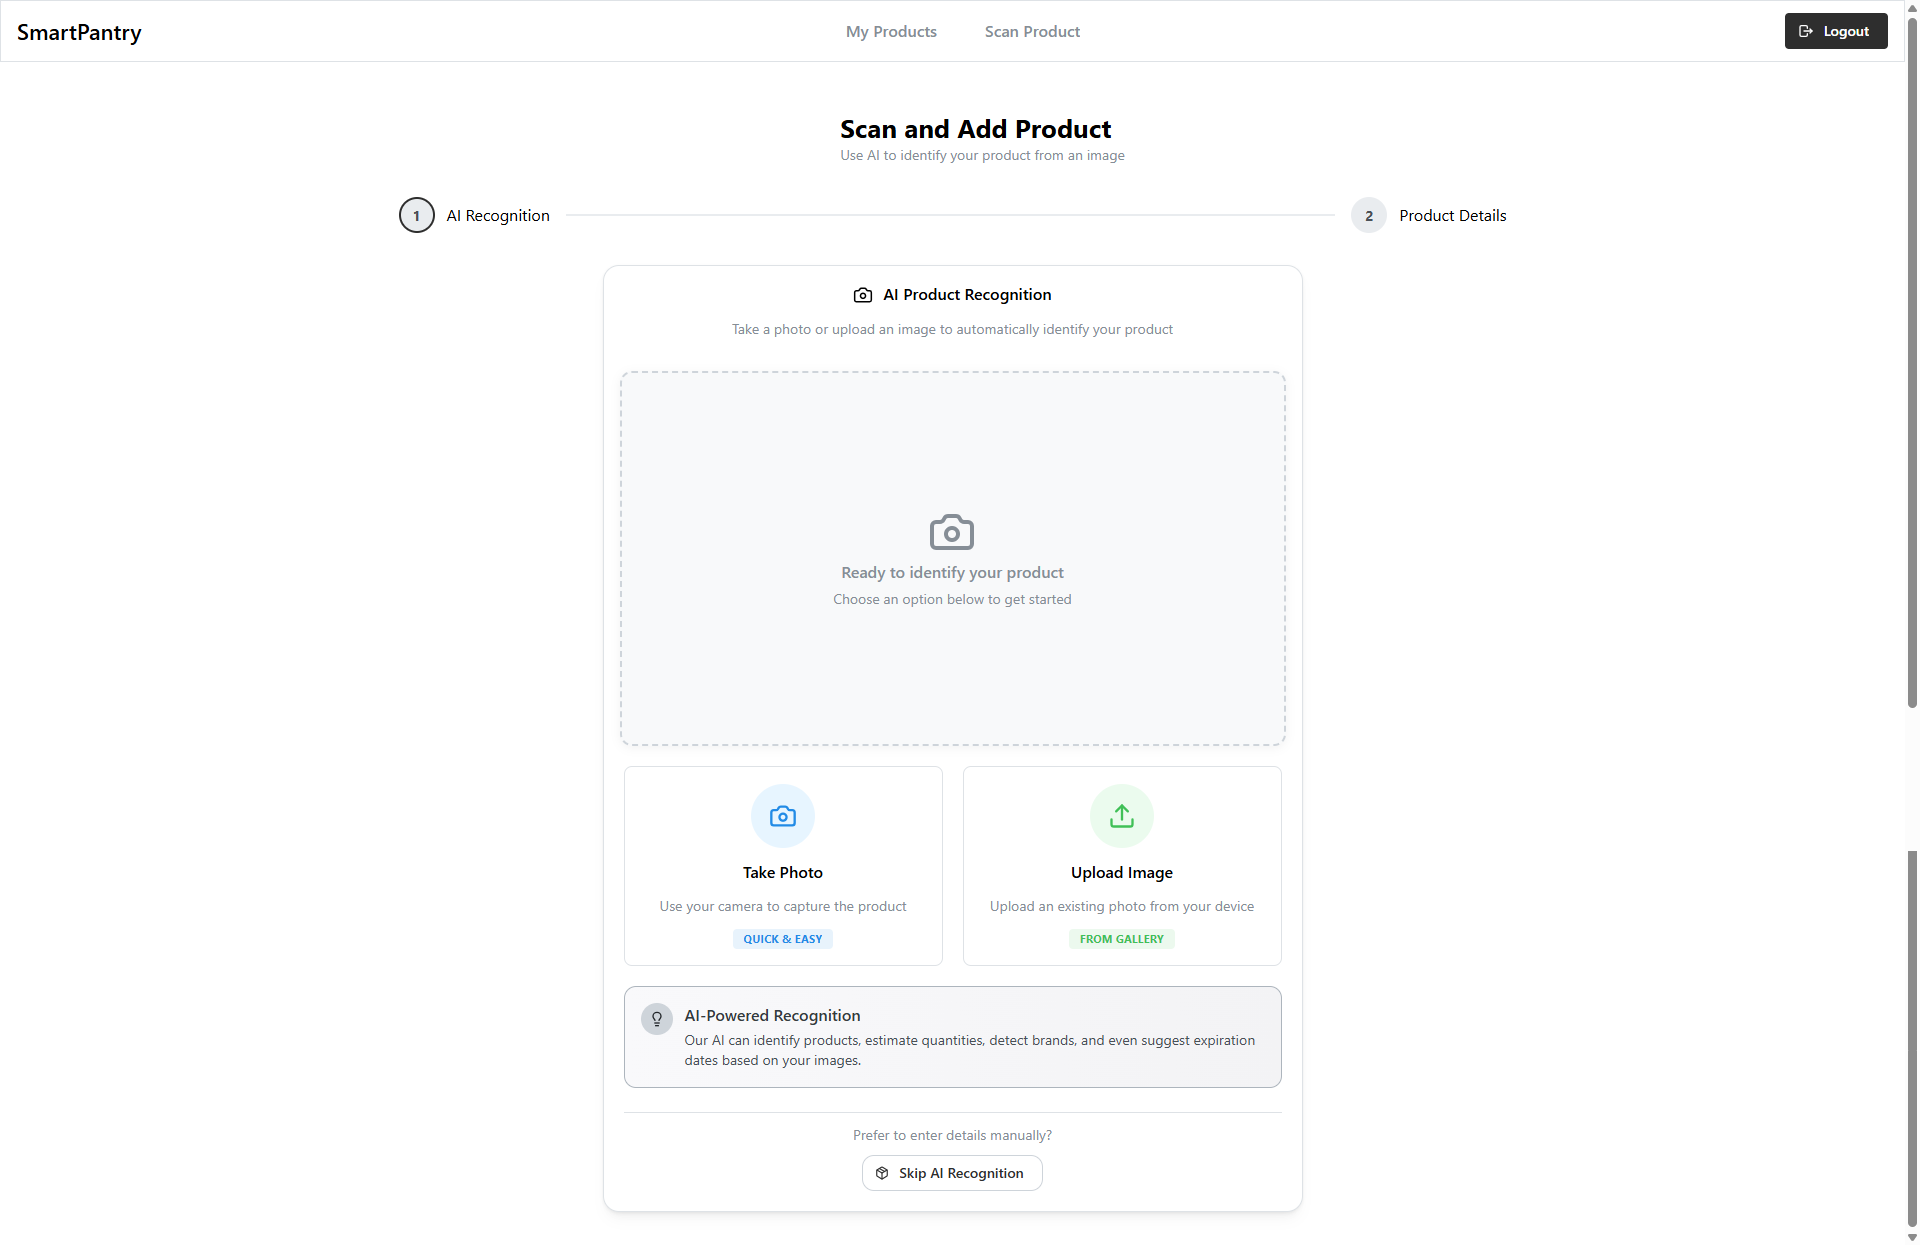 SmartPantry
My Products
Scan Product
Logout
Scan and Add Product
Use AI to identify your product from an image
1
AI Recognition
2
Product Details
AI Product Recognition
Take a photo or upload an image to automatically identify your product
Ready to identify your product
Choose an option below to get started
Take Photo
Use your camera to capture the product
QUICK & EASY
Upload Image
Upload an existing photo from your device
FROM GALLERY
AI-Powered Recognition
Our AI can identify products, estimate quantities, detect brands, and even suggest expiration
dates based on your images.
Prefer to enter details manually?
Skip AI Recognition